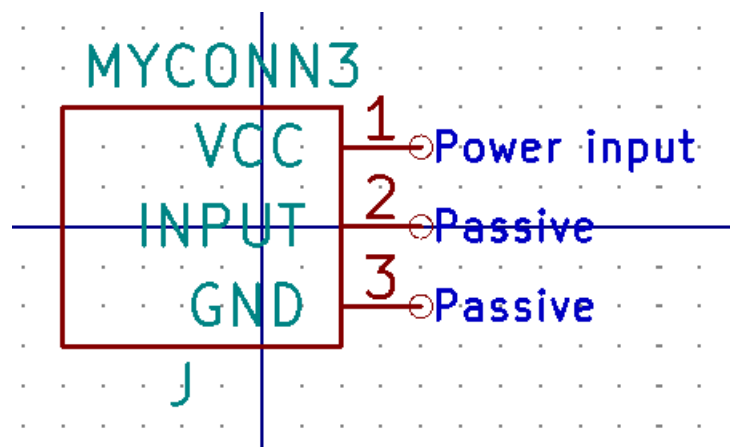 MYCONN3
VCC 1 Power input
INPUT 2 Passive
GND 3 Passive
J